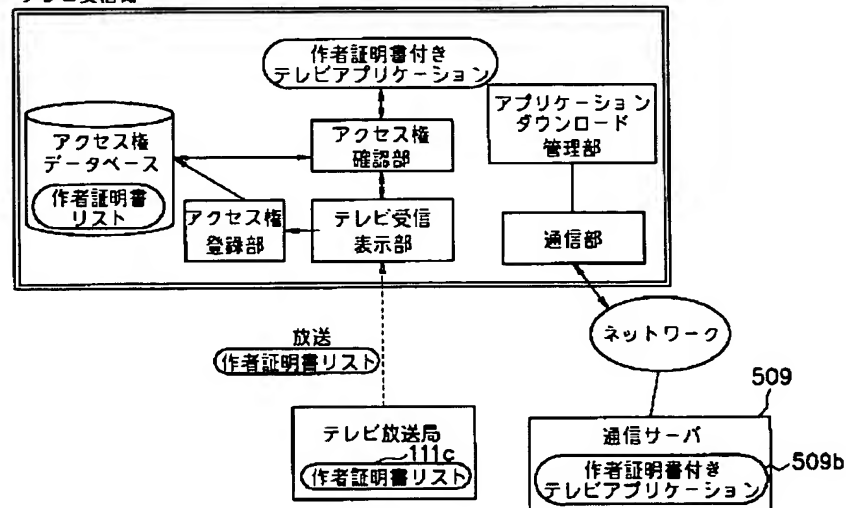 作者証明書付き
テレビアプリケーション
アプリケーション
ダウンロード
管理部
アクセス権
データベース
作者証明書
リスト
アクセス権
確認部
アクセス権
登録部
テレビ受信
表示部
通信部
放送
作者証明書リスト
ネットワーク
テレビ放送局
111c
作者証明書リスト
509
通信サーバ
作者証明書付き
テレビアプリケーション
509b